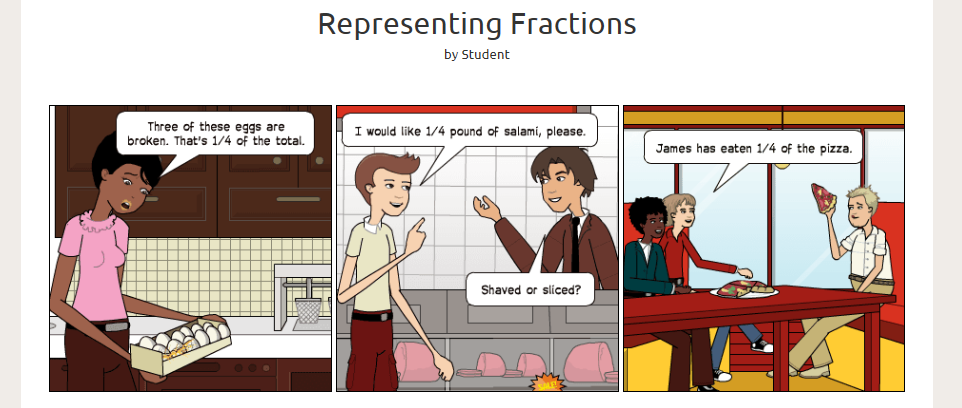 Representing Fractions
by Student
Three of these eggs are
broken. That's 1/4 of the total.
I would like 1/4 pound of salami, please.
Shaved or sliced?
James has eaten 1/4 of the pizza.
SALE!